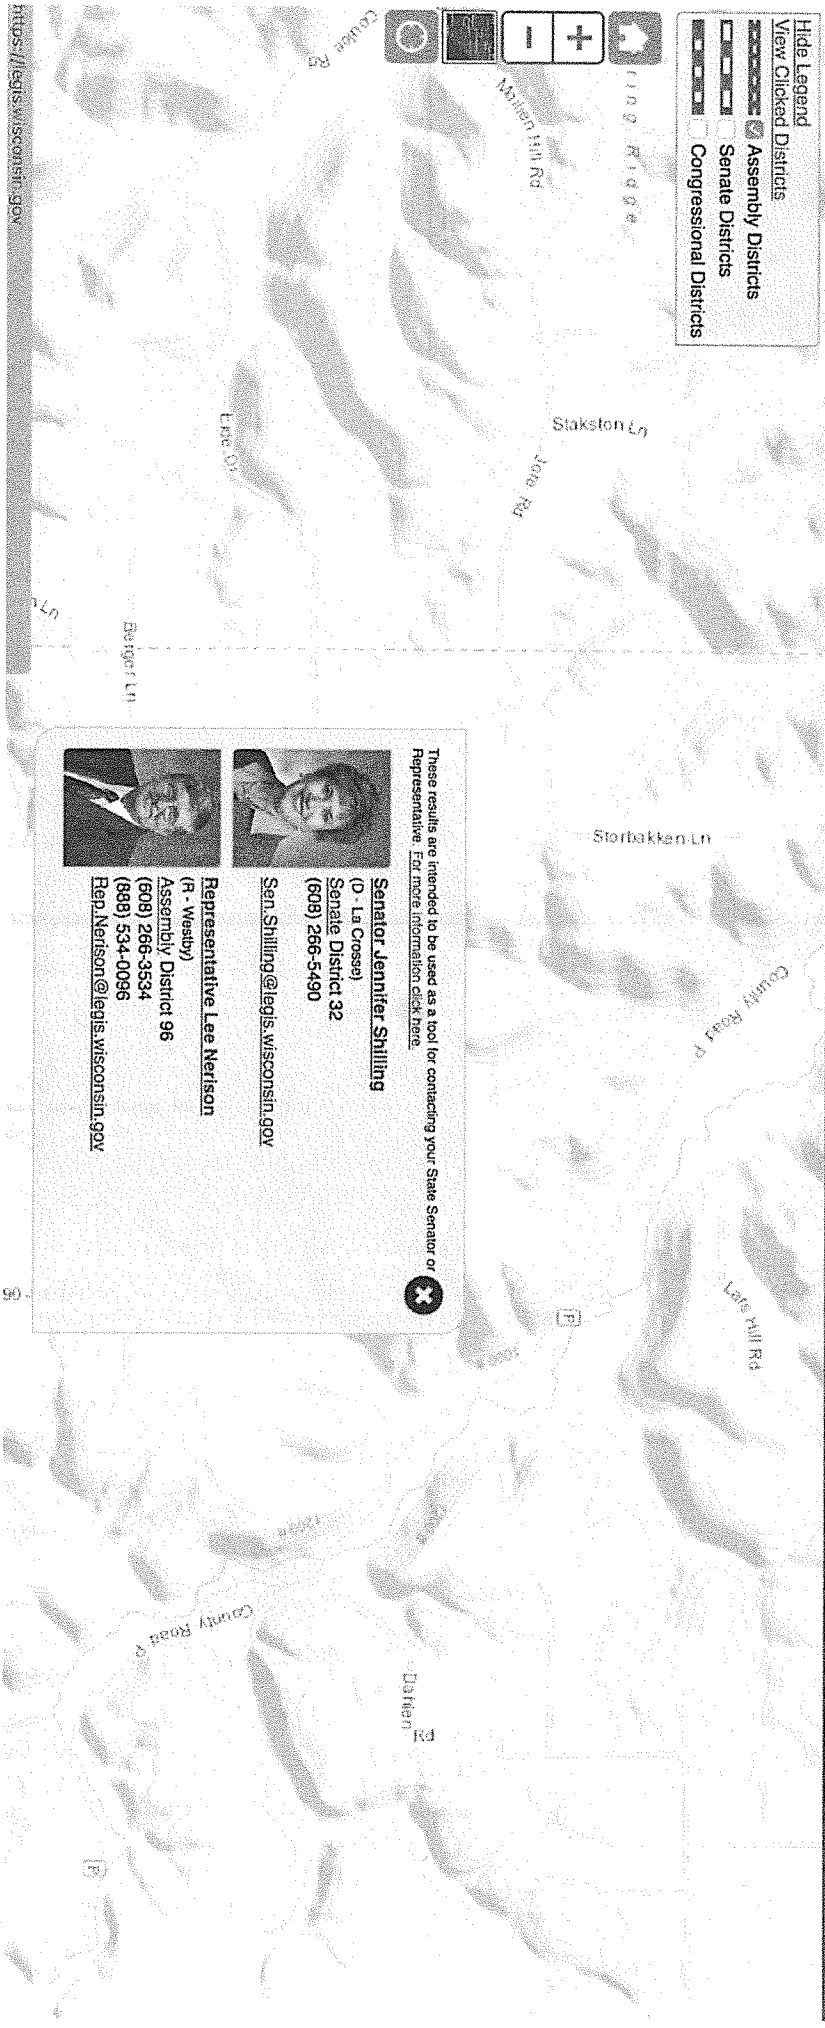 Hide Legend
View Clicked Districts
Assembly Districts
Senate Districts
Congressional Districts
+
−
Coulee Rd
Ridge
Stakston Ln
Jore Rd
Berger Ln
Storbakken Ln
County Road P
P
Lars Hill Rd
County Road P
Dahlen Rd
P
These results are intended to be used as a tool for contacting your State Senator or
Representative. For more information click here.
Senator Jennifer Shilling
(D - La Crosse)
Senate District 32
(608) 266-5490
Sen.Shilling@legis.wisconsin.gov
Representative Lee Nerison
(R - Westby)
Assembly District 96
(608) 266-3534
(888) 534-0096
Rep.Nerison@legis.wisconsin.gov
https://legis.wisconsin.gov